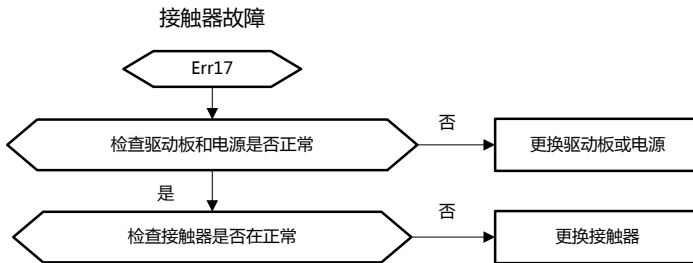 接触器故障
Err17
检查驱动板和电源是否正常
否
更换驱动板或电源
是
检查接触器是否在正常
否
更换接触器